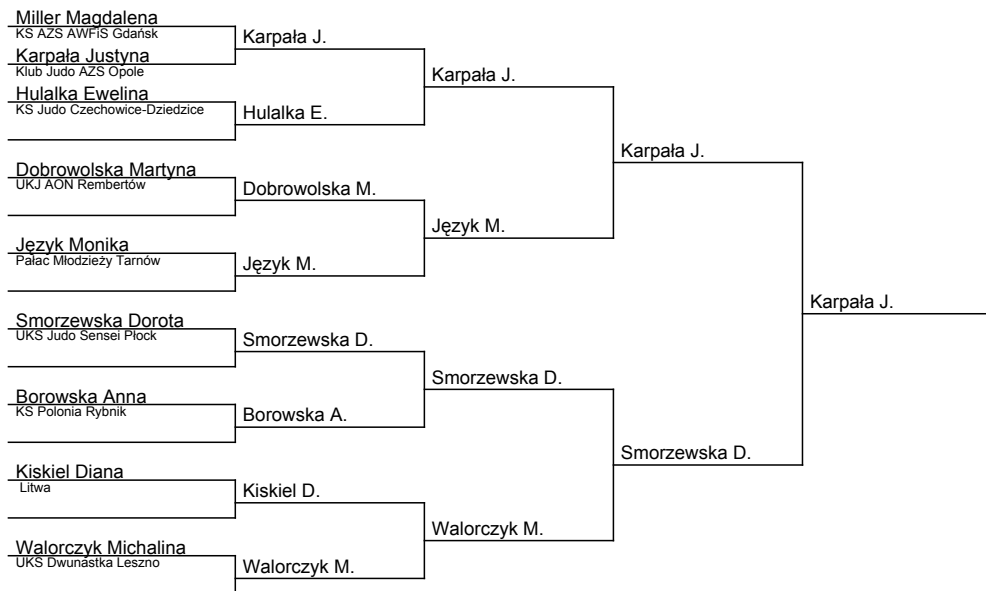 Miller Magdalena
KS AZS AWFiS Gdańsk
Karpała J.
Karpała Justyna
Klub Judo AZS Opole
Karpała J.
Hulalka Ewelina
KS Judo Czechowice-Dziedzice
Hulalka E.
Karpała J.
Dobrowolska Martyna
UKJ AON Rembertów
Dobrowolska M.
Język M.
Język Monika
Pałac Młodzieży Tarnów
Język M.
Karpała J.
Smorzewska Dorota
UKS Judo Sensei Płock
Smorzewska D.
Smorzewska D.
Borowska Anna
KS Polonia Rybnik
Borowska A.
Smorzewska D.
Kiskiel Diana
Litwa
Kiskiel D.
Walorczyk M.
Walorczyk Michalina
UKS Dwunastka Leszno
Walorczyk M.